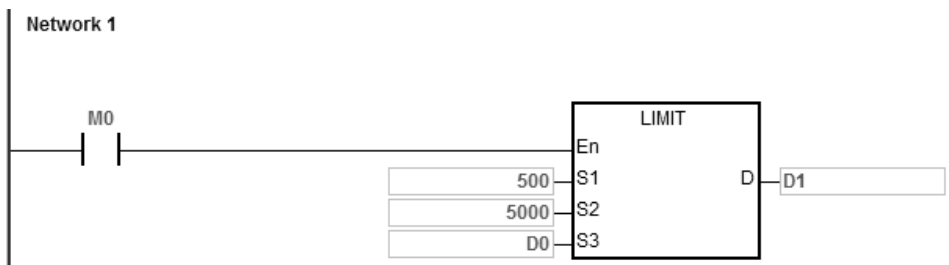 Network 1
M0
LIMIT
En
500 S1 D D1
5000 S2
D0 S3